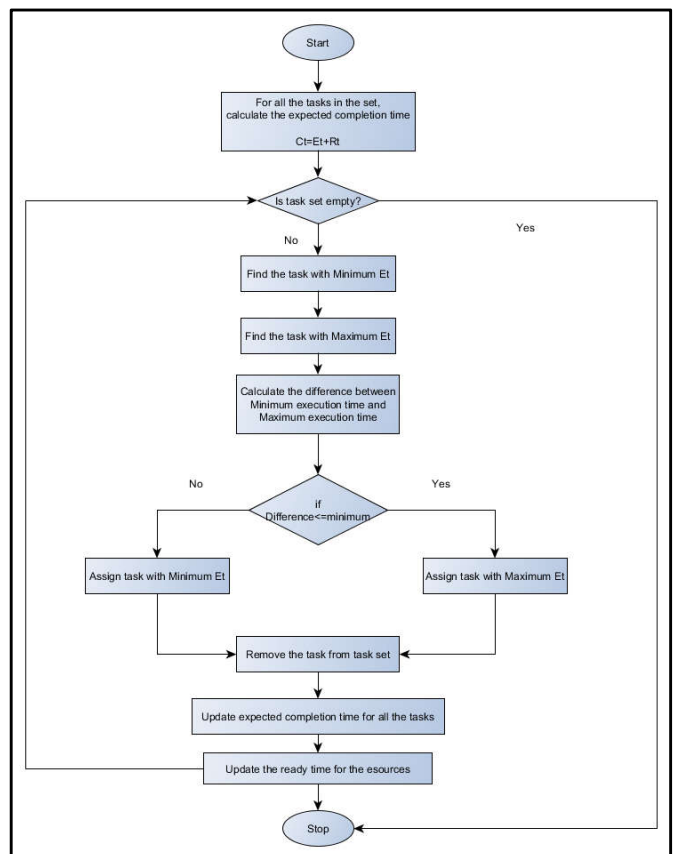 Start
For all the tasks in the set,
calculate the expected completion time
Ct=Et+Rt
Is task set empty?
Yes
No
Find the task with Minimum Et
Find the task with Maximum Et
Calculate the difference between
Minimum execution time and
Maximum execution time
No
Yes
if
Difference<=minimum
Assign task with Minimum Et
Assign task with Maximum Et
Remove the task from task set
Update expected completion time for all the tasks
Update the ready time for the esources
Stop